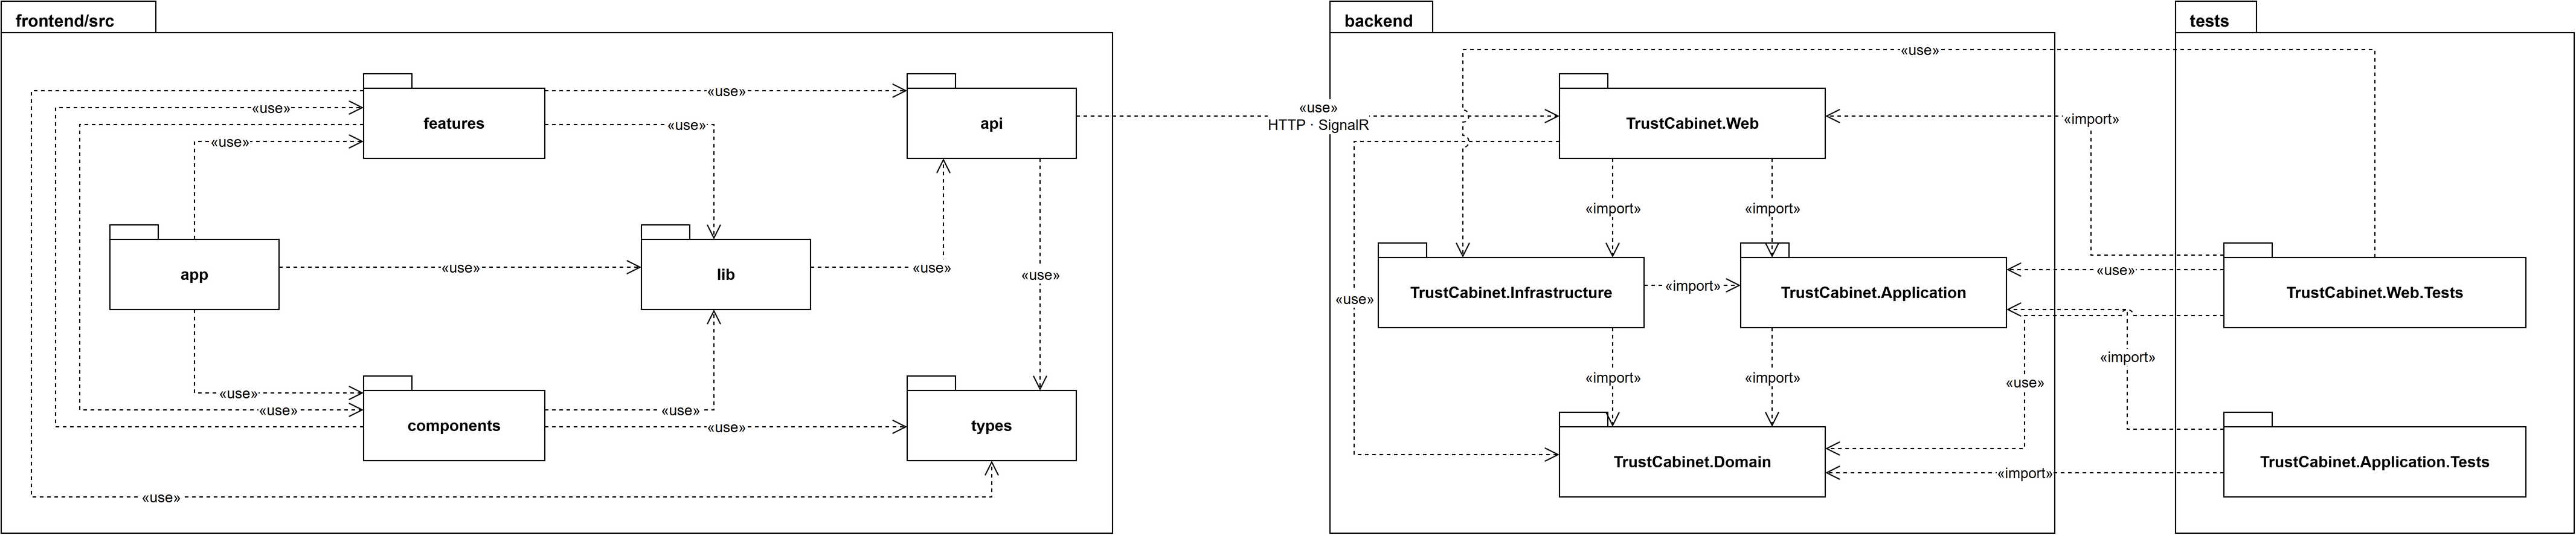 frontend/src
backend
tests
«use»
«use»
«use»
«use»
HTTP · SignalR
«import»
features
«use»
api
TrustCabinet.Web
«use»
«use»
«import»
«import»
app
«use»
lib
«use»
«use»
«use»
TrustCabinet.Infrastructure
«import»
TrustCabinet.Application
«use»
TrustCabinet.Web.Tests
«import»
«import»
«import»
«use»
«use»
«use»
«use»
components
«use»
types
TrustCabinet.Domain
«import»
TrustCabinet.Application.Tests
«use»